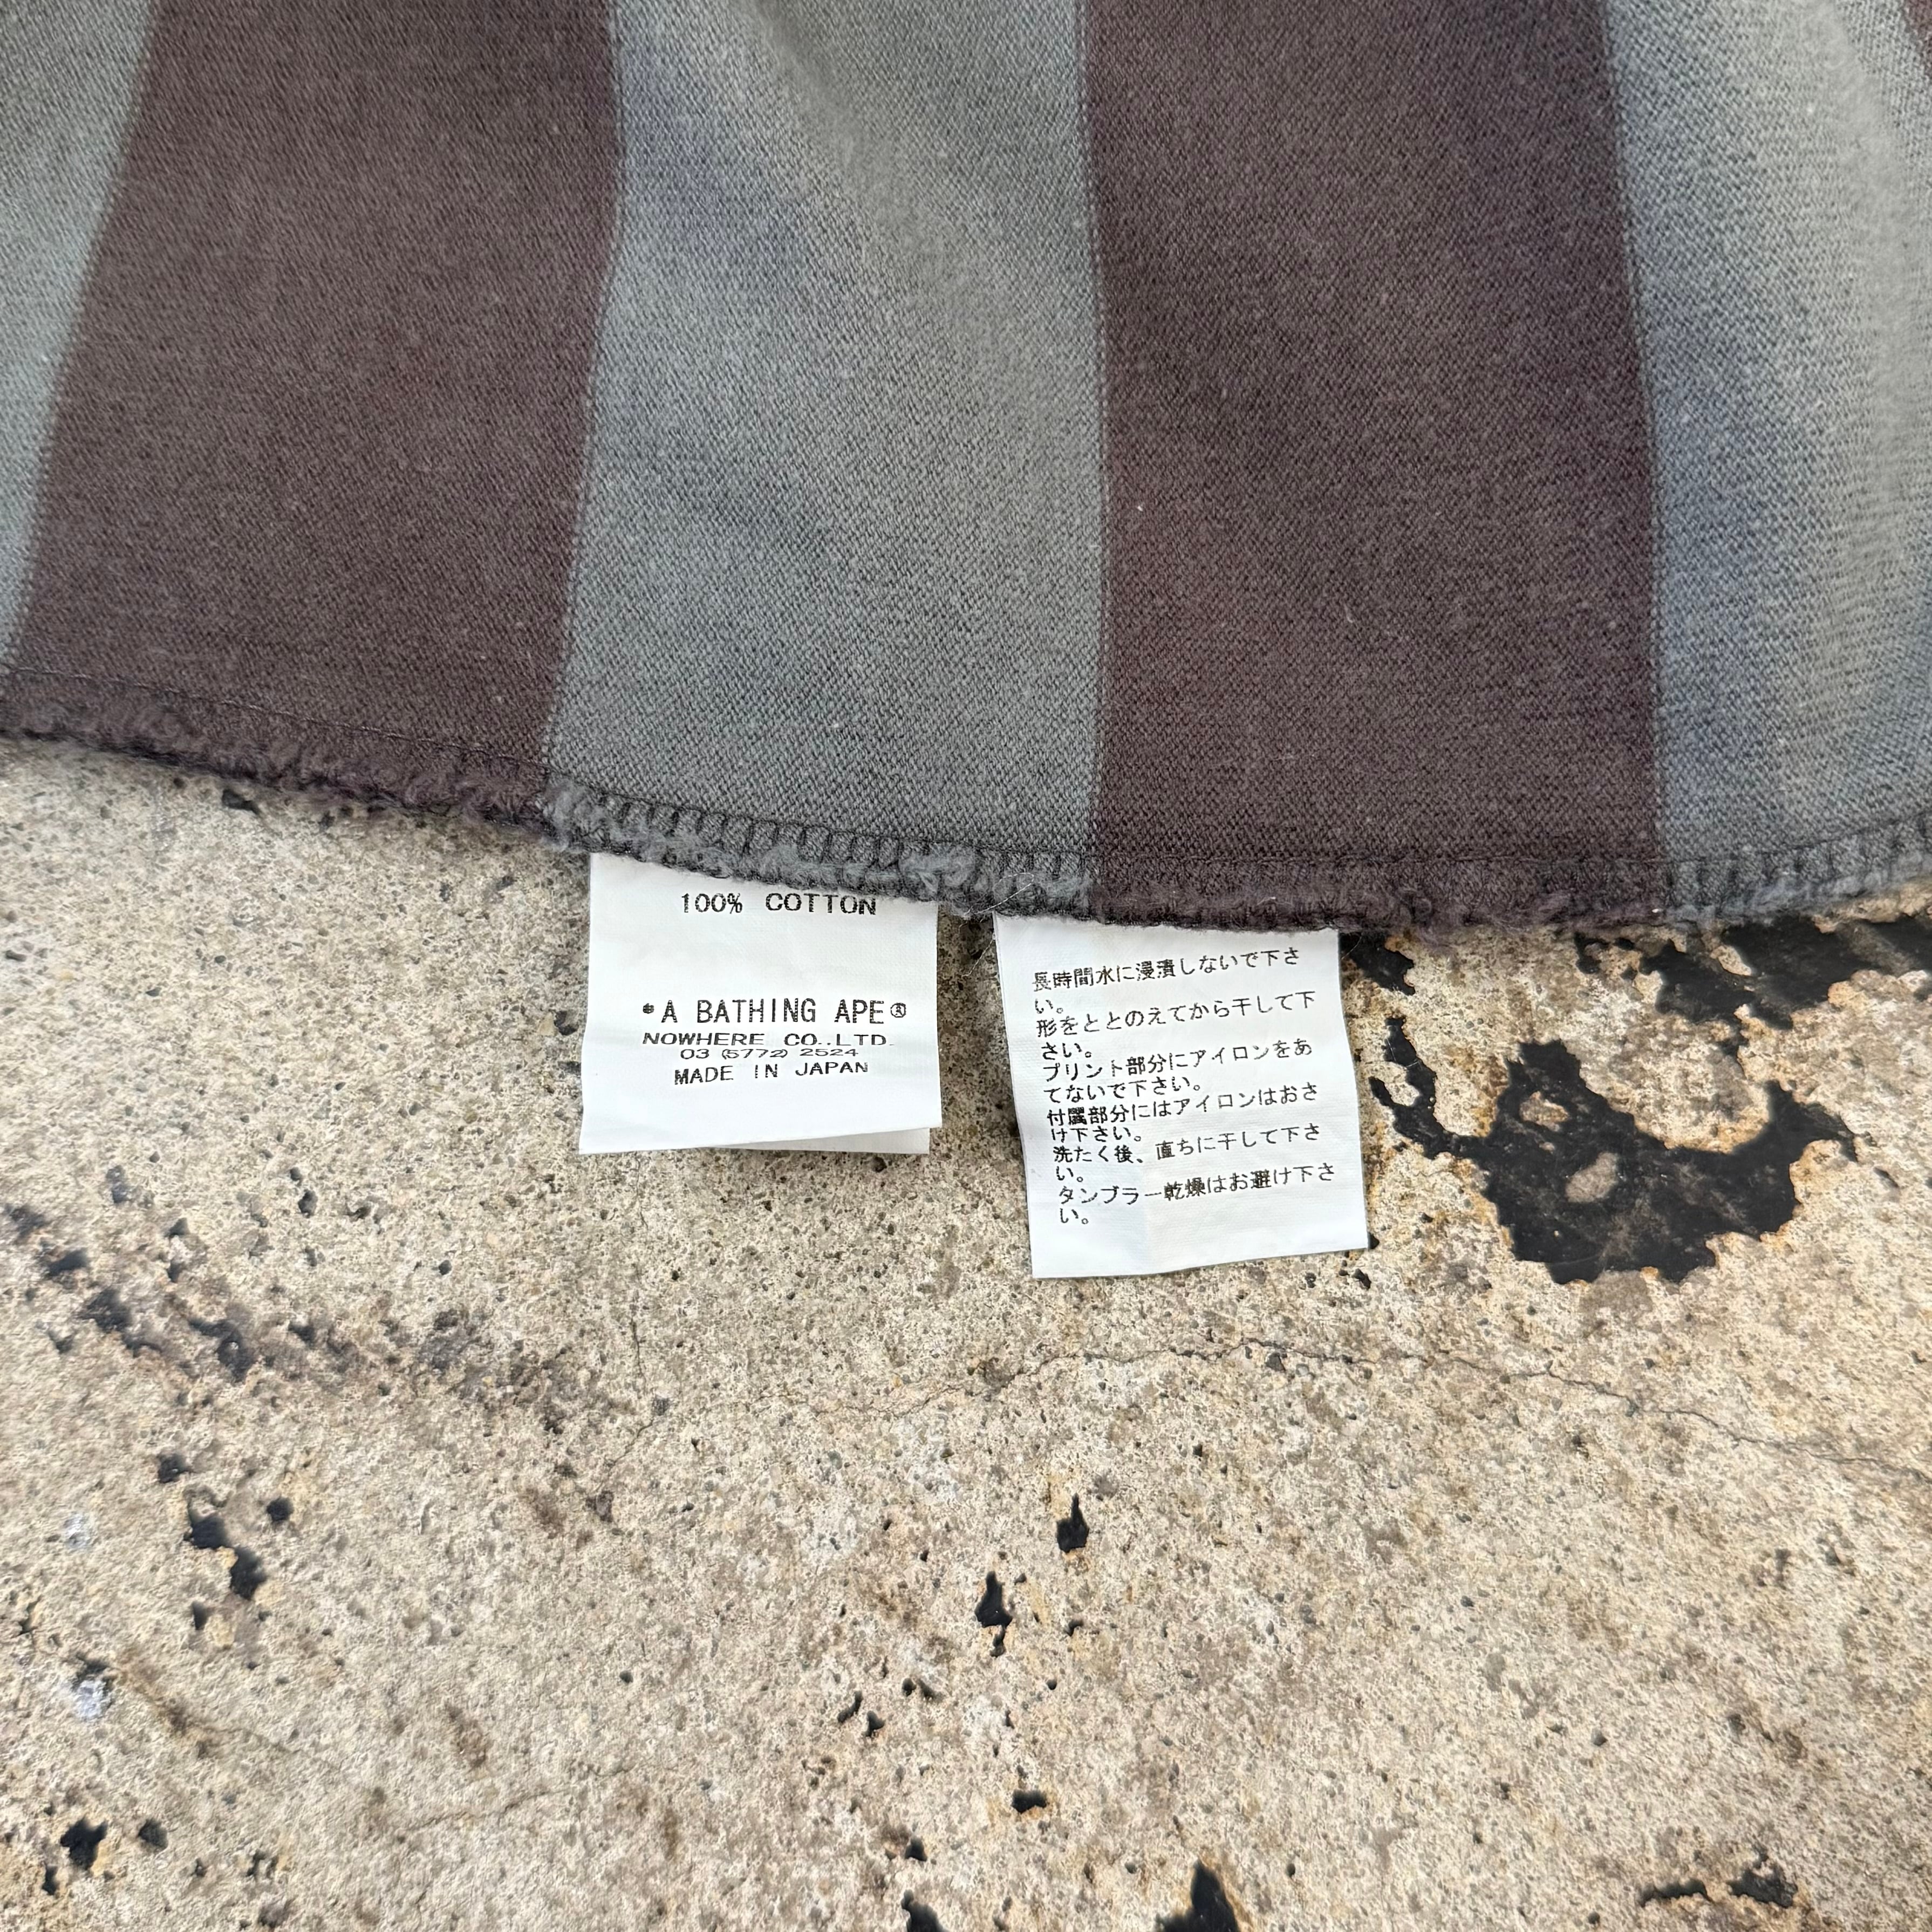 100% COTTON
*A BATHING APE®
NOWHERE CO.,LTD.
03 (5772) 2524
MADE IN JAPAN
長時間水に浸漬しないで下さ
い。
形をととのえてから干して下
さい。
プリント部分にアイロンをあ
てないで下さい。
付属部分にはアイロンはおさ
け下さい。
洗たく後、直ちに干して下さ
い。
タンブラー乾燥はお避け下さ
い。